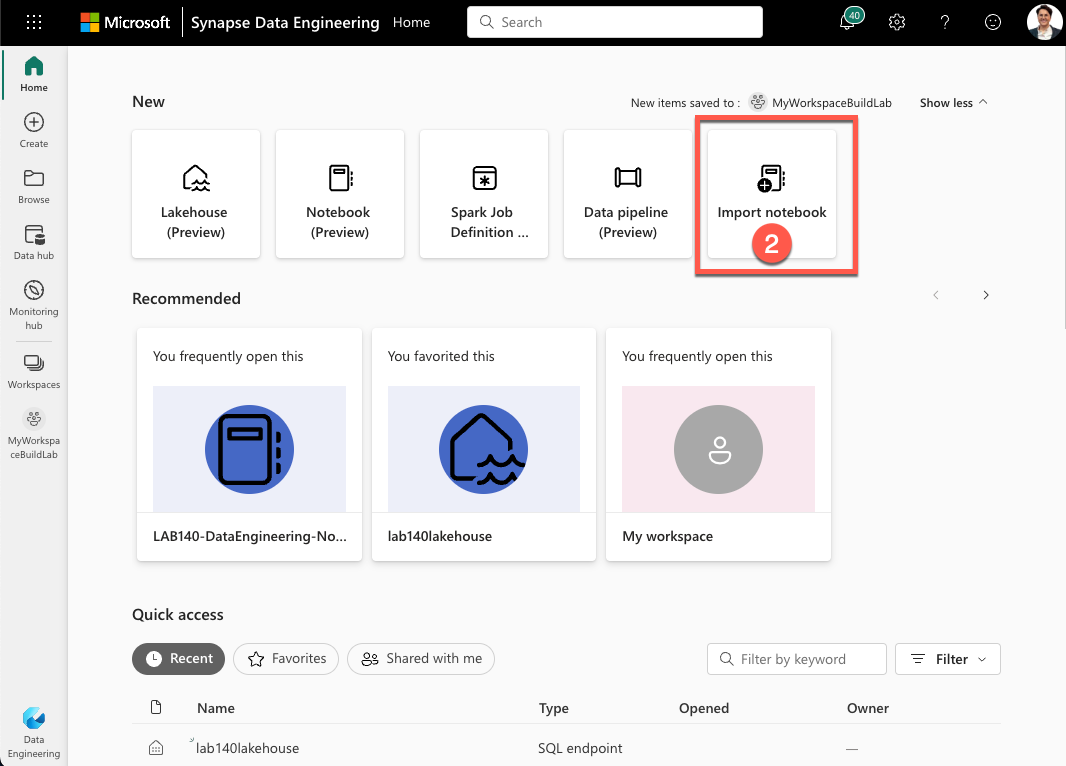 Microsoft Synapse Data Engineering Home Search 40 ?
Home
Create
Browse
Data hub
Monitoring
hub
Workspaces
MyWorkspa
ceBuildLab
Data
Engineering
New
New items saved to : MyWorkspaceBuildLab Show less
Lakehouse
(Preview)
Notebook
(Preview)
Spark Job
Definition ...
Data pipeline
(Preview)
Import notebook
2
Recommended
You frequently open this
LAB140-DataEngineering-No...
You favorited this
lab140lakehouse
You frequently open this
My workspace
Quick access
Recent Favorites Shared with me Filter by keyword Filter
Name Type Opened Owner
lab140lakehouse SQL endpoint —